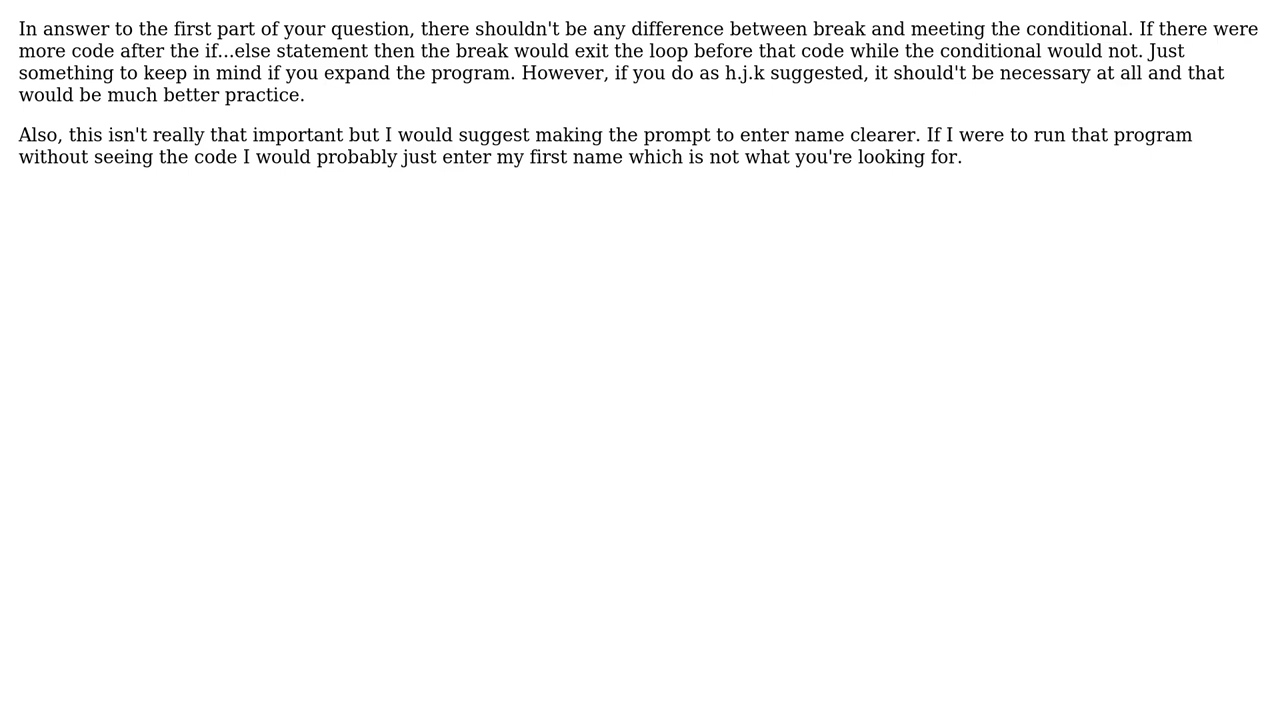 In answer to the first part of your question, there shouldn't be any difference between break and meeting the conditional. If there were
more code after the if...else statement then the break would exit the loop before that code while the conditional would not. Just
something to keep in mind if you expand the program. However, if you do as h.j.k suggested, it should't be necessary at all and that
would be much better practice.
Also, this isn't really that important but I would suggest making the prompt to enter name clearer. If I were to run that program
without seeing the code I would probably just enter my first name which is not what you're looking for.